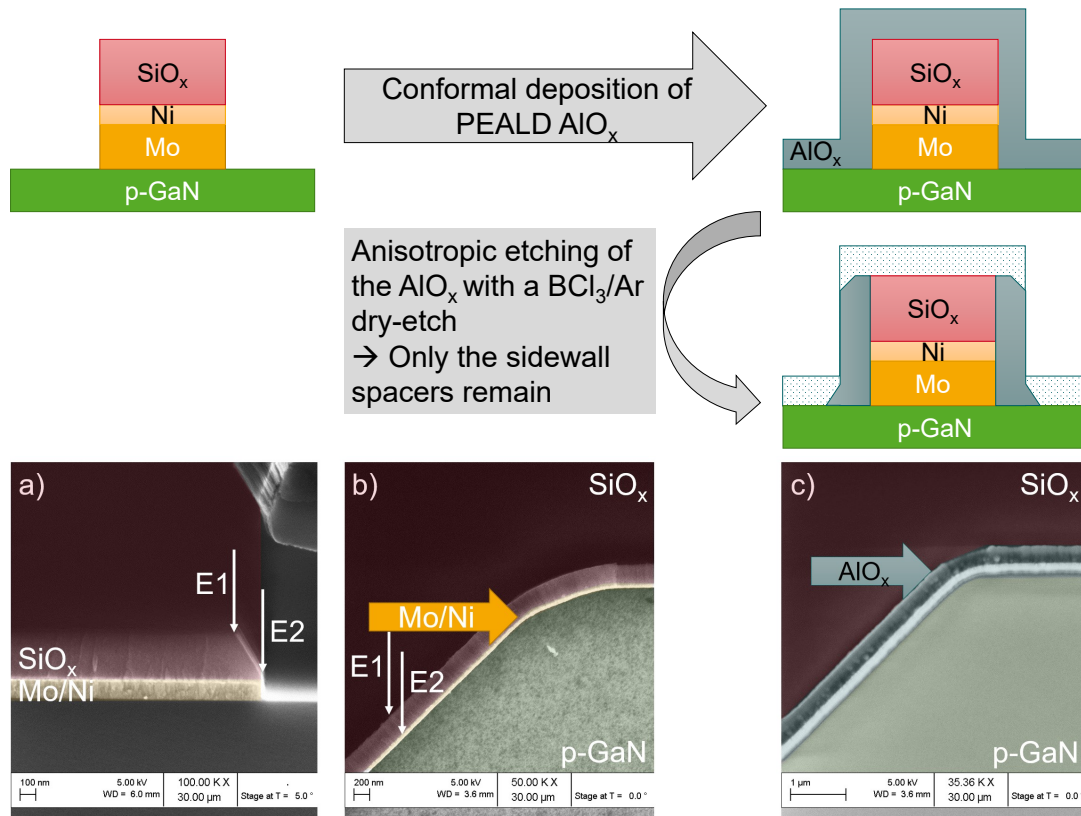 SiOₓ
Ni
Mo
p-GaN
Conformal deposition of
PEALD AlOₓ
SiOₓ
Ni
AlOₓ
Mo
p-GaN
Anisotropic etching of
the AlOₓ with a BCl₃/Ar
dry-etch
→ Only the sidewall
spacers remain
SiOₓ
Ni
Mo
p-GaN
a)
E1
E2
SiOₓ
Mo/Ni
100 nm
5.00 kV
WD = 6.0 mm
100.00 K X
30.00 µm
Stage at T = 5.0 °
b)
SiOₓ
Mo/Ni
E1
E2
p-GaN
200 nm
5.00 kV
WD = 3.6 mm
50.00 K X
30.00 µm
Stage at T = 0.0 °
c)
SiOₓ
AlOₓ
p-GaN
1 µm
5.00 kV
WD = 3.6 mm
35.36 K X
30.00 µm
Stage at T = 0.0 °